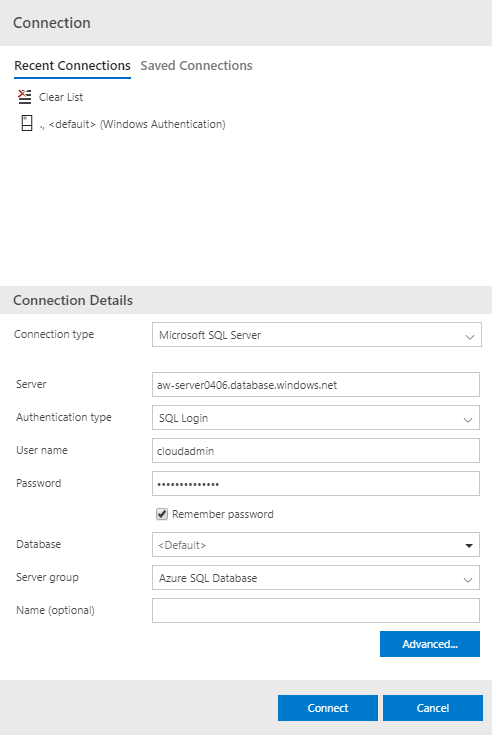 Connection
Recent Connections Saved Connections
Clear List
., <default> (Windows Authentication)
Connection Details
Connection type Microsoft SQL Server
Server aw-server0406.database.windows.net
Authentication type SQL Login
User name cloudadmin
Password ••••••••••••••
Remember password
Database <Default>
Server group Azure SQL Database
Name (optional)
Advanced...
Connect Cancel